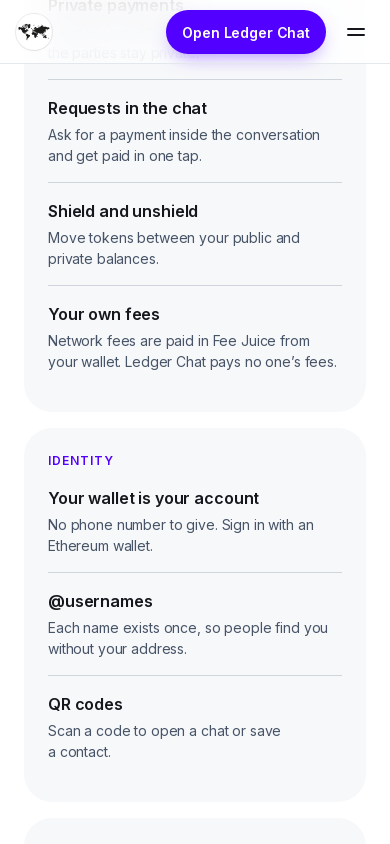 Private payments
Open Ledger Chat
the parties stay private.
Requests in the chat
Ask for a payment inside the conversation
and get paid in one tap.
Shield and unshield
Move tokens between your public and
private balances.
Your own fees
Network fees are paid in Fee Juice from
your wallet. Ledger Chat pays no one’s fees.
IDENTITY
Your wallet is your account
No phone number to give. Sign in with an
Ethereum wallet.
@usernames
Each name exists once, so people find you
without your address.
QR codes
Scan a code to open a chat or save
a contact.